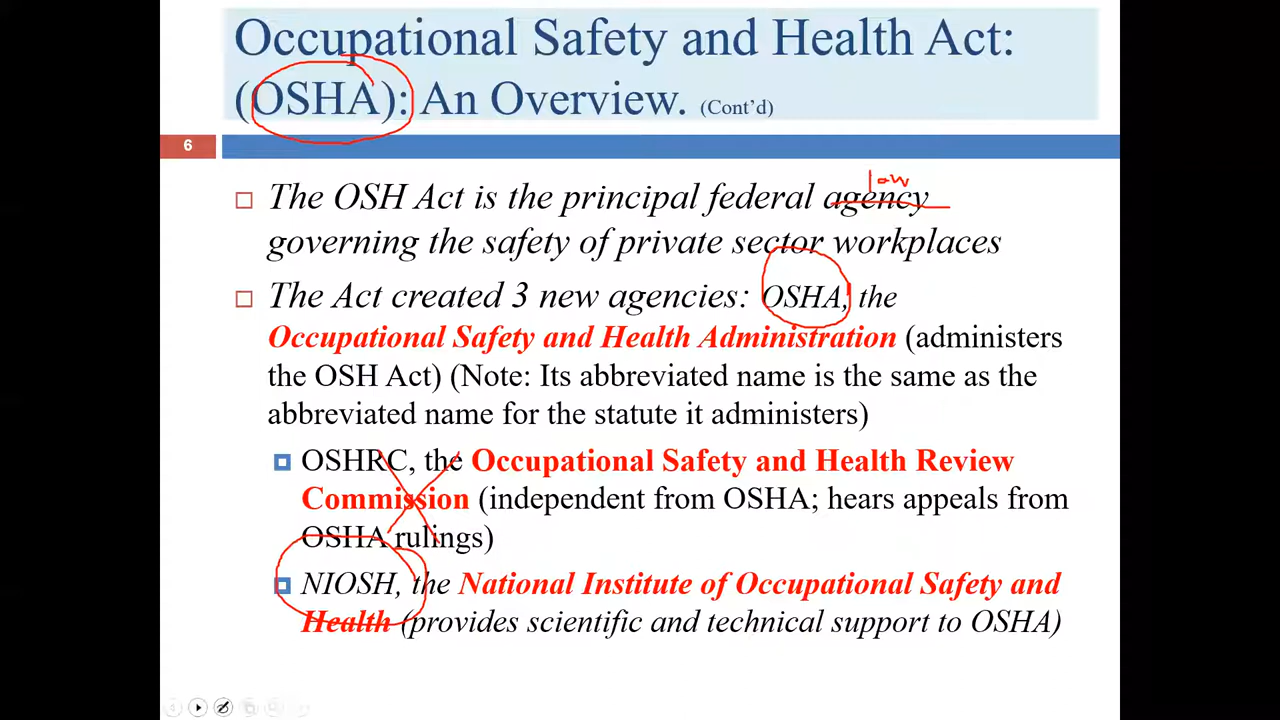 Occupational Safety and Health Act:
(OSHA): An Overview. (Cont'd)
6
law
The OSH Act is the principal federal agency
governing the safety of private sector workplaces
The Act created 3 new agencies: OSHA, the
Occupational Safety and Health Administration (administers
the OSH Act) (Note: Its abbreviated name is the same as the
abbreviated name for the statute it administers)
OSHRC, the Occupational Safety and Health Review
Commission (independent from OSHA; hears appeals from
OSHA rulings)
NIOSH, the National Institute of Occupational Safety and
Health (provides scientific and technical support to OSHA)